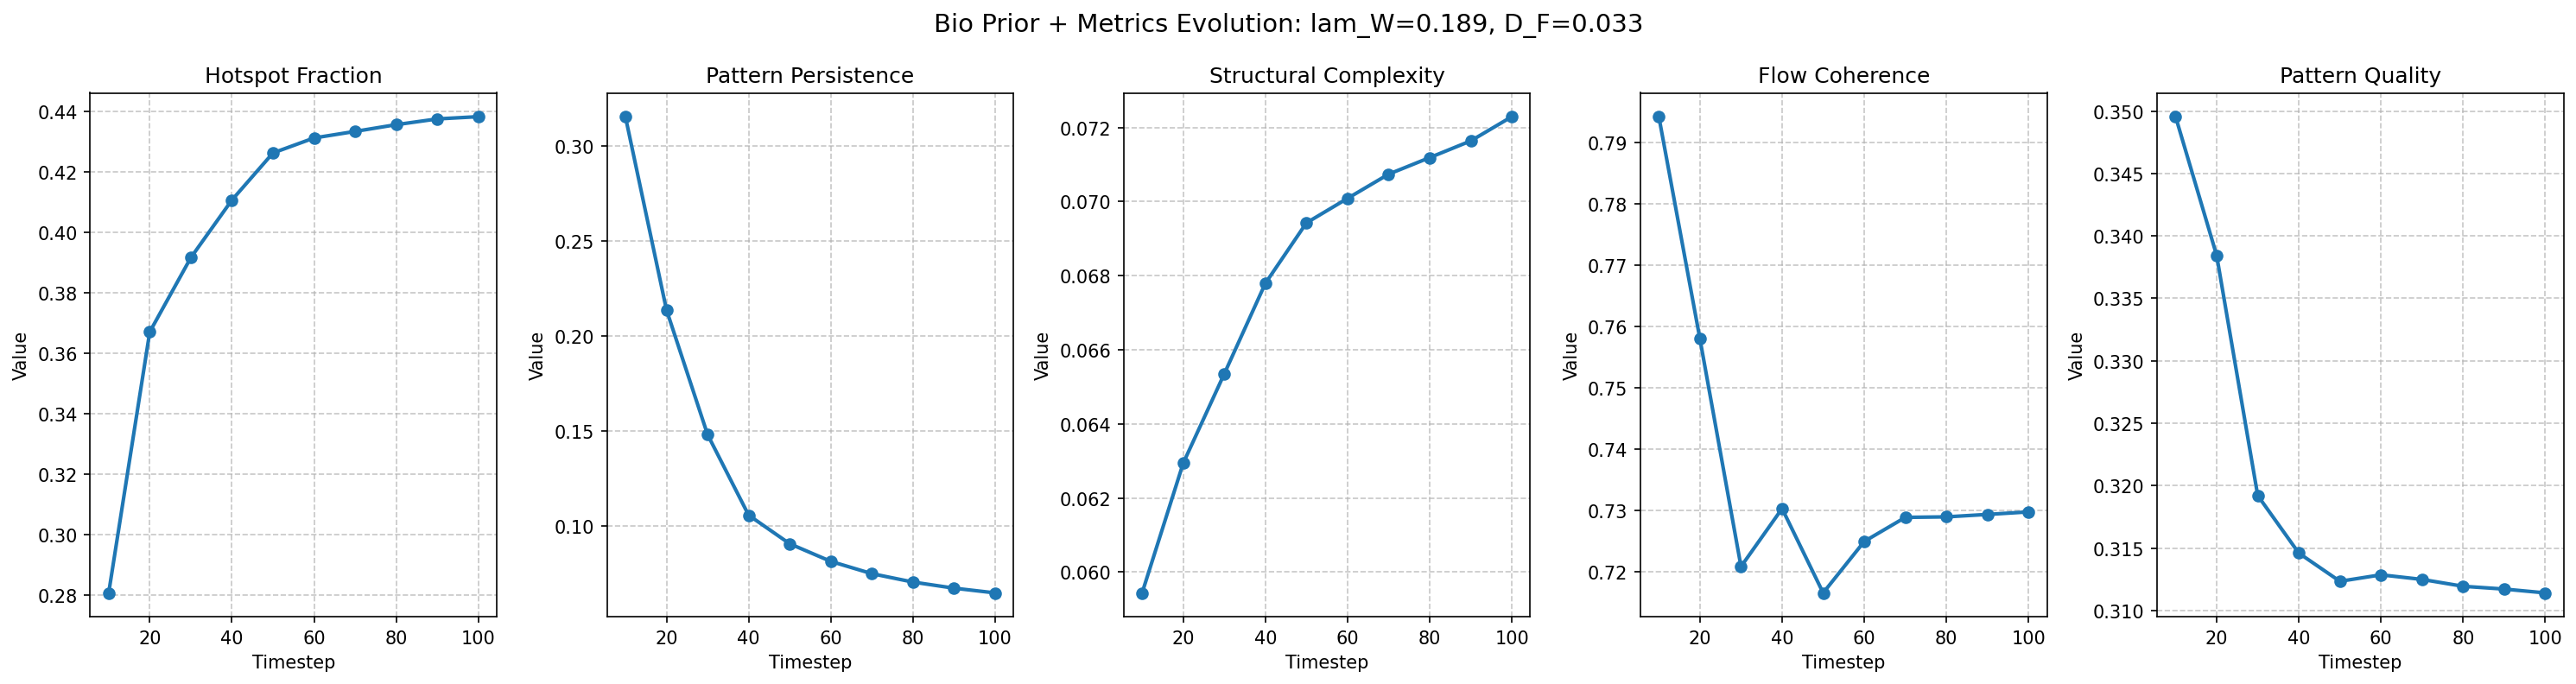 Bio Prior + Metrics Evolution: lam_W=0.189, D_F=0.033
Hotspot Fraction
Value
0.44
0.42
0.40
0.38
0.36
0.34
0.32
0.30
0.28
20 40 60 80 100
Timestep
Pattern Persistence
Value
0.30
0.25
0.20
0.15
0.10
20 40 60 80 100
Timestep
Structural Complexity
Value
0.072
0.070
0.068
0.066
0.064
0.062
0.060
20 40 60 80 100
Timestep
Flow Coherence
Value
0.79
0.78
0.77
0.76
0.75
0.74
0.73
0.72
20 40 60 80 100
Timestep
Pattern Quality
Value
0.350
0.345
0.340
0.335
0.330
0.325
0.320
0.315
0.310
20 40 60 80 100
Timestep